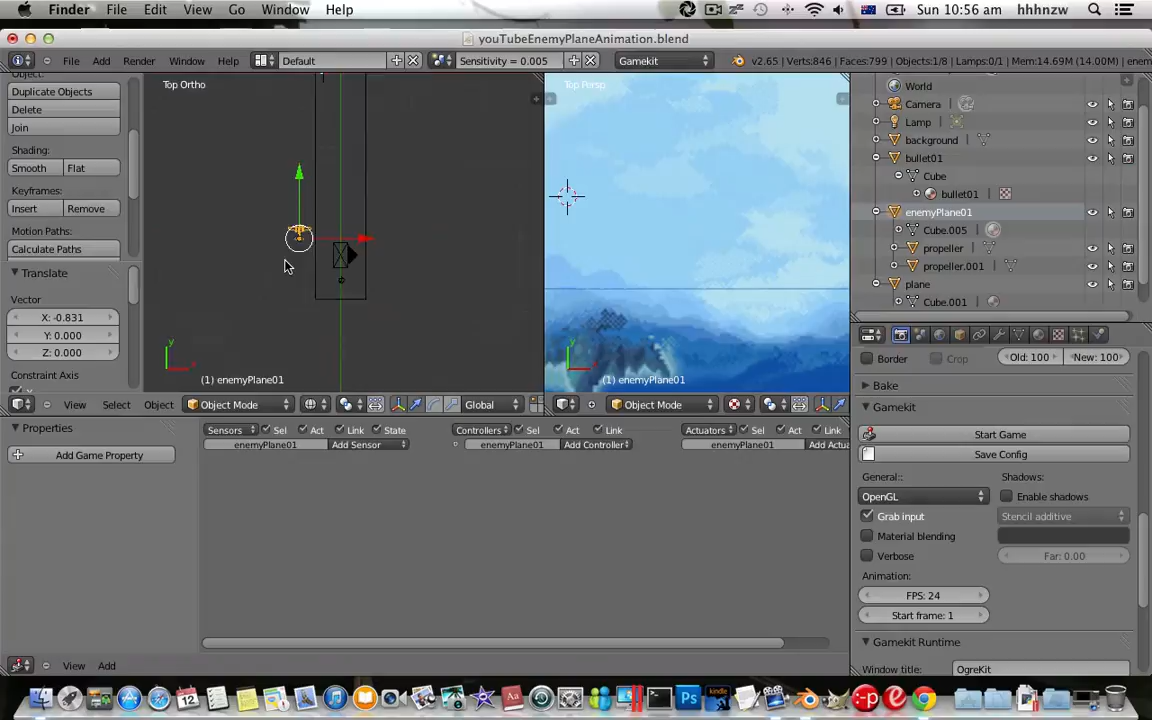 Finder File Edit View Go Window Help Sun 10:56 am hhhnzw
youTubeEnemyPlaneAnimation.blend
File Add Render Window Help Default Sensitivity = 0.005 Gamekit v2.65 | Verts:846 | Faces:799 | Objects:1/8 | Lamps:0/1 | Mem:14.69M (14.00M) | enem
Object:
Duplicate Objects
Delete
Join
Shading:
Smooth Flat
Keyframes:
Insert Remove
Motion Paths:
Calculate Paths
Translate
Vector
X: -0.831
Y: 0.000
Z: 0.000
Constraint Axis
Top Ortho
y
x
(1) enemyPlane01
Top Persp
(1) enemyPlane01
View Select Object Object Mode Global
Object Mode
World
Camera
Lamp
background
bullet01
Cube
bullet01
enemyPlane01
Cube.005
propeller
propeller.001
plane
Cube.001
Border Crop Old: 100 New: 100
Bake
Gamekit
Start Game
Save Config
General:: Shadows:
OpenGL Enable shadows
Grab input Stencil additive
Material blending
Verbose Far: 0.00
Animation:
FPS: 24
Start frame: 1
Gamekit Runtime
Window title: OgreKit
Properties
Add Game Property
Sensors Sel Act Link State
enemyPlane01 Add Sensor
Controllers Sel Act Link
enemyPlane01 Add Controller
Actuators Sel Act Link
enemyPlane01 Add Actua
View Add